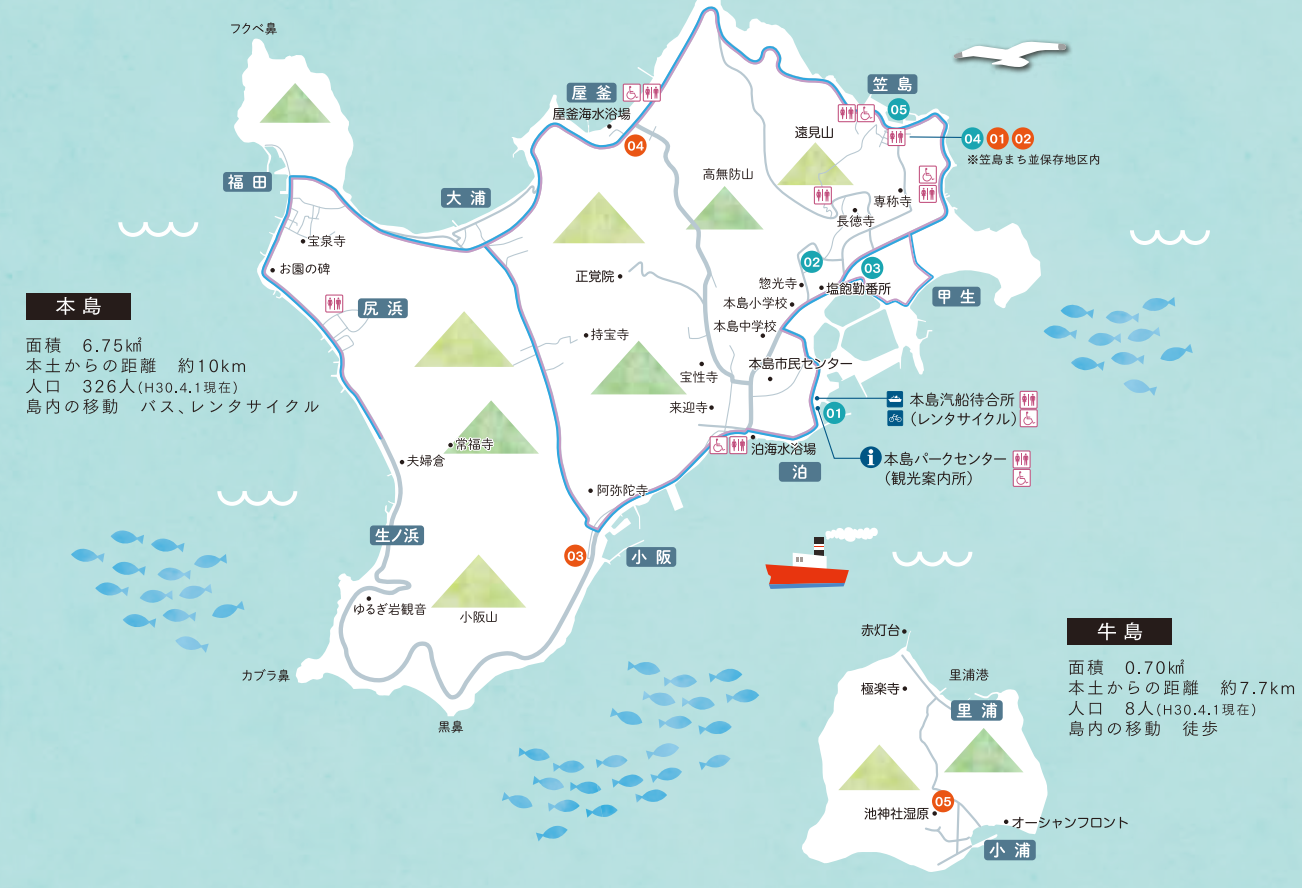 フクベ鼻
屋釜
屋釜海水浴場
04
笠島
05
遠見山
04 01 02
※笠島まち並保存地区内
高無防山
専称寺
長徳寺
福田
大浦
宝泉寺
お園の碑
正覚院
02
03
惣光寺
塩飽勤番所
本島小学校
甲生
本島中学校
尻浜
持宝寺
宝性寺
本島市民センター
来迎寺
本島汽船待合所
(レンタサイクル)
01
本島パークセンター
(観光案内所)
泊海水浴場
泊
本島
面積 6.75㎢
本土からの距離 約10km
人口 326人(H30.4.1現在)
島内の移動 バス、レンタサイクル
常福寺
夫婦倉
阿弥陀寺
生ノ浜
03
小阪
ゆるぎ岩観音
小阪山
カブラ鼻
黒鼻
牛島
面積 0.70㎢
本土からの距離 約7.7km
人口 8人(H30.4.1現在)
島内の移動 徒歩
赤灯台
里浦港
極楽寺
里浦
05
池神社湿原
オーシャンフロント
小浦